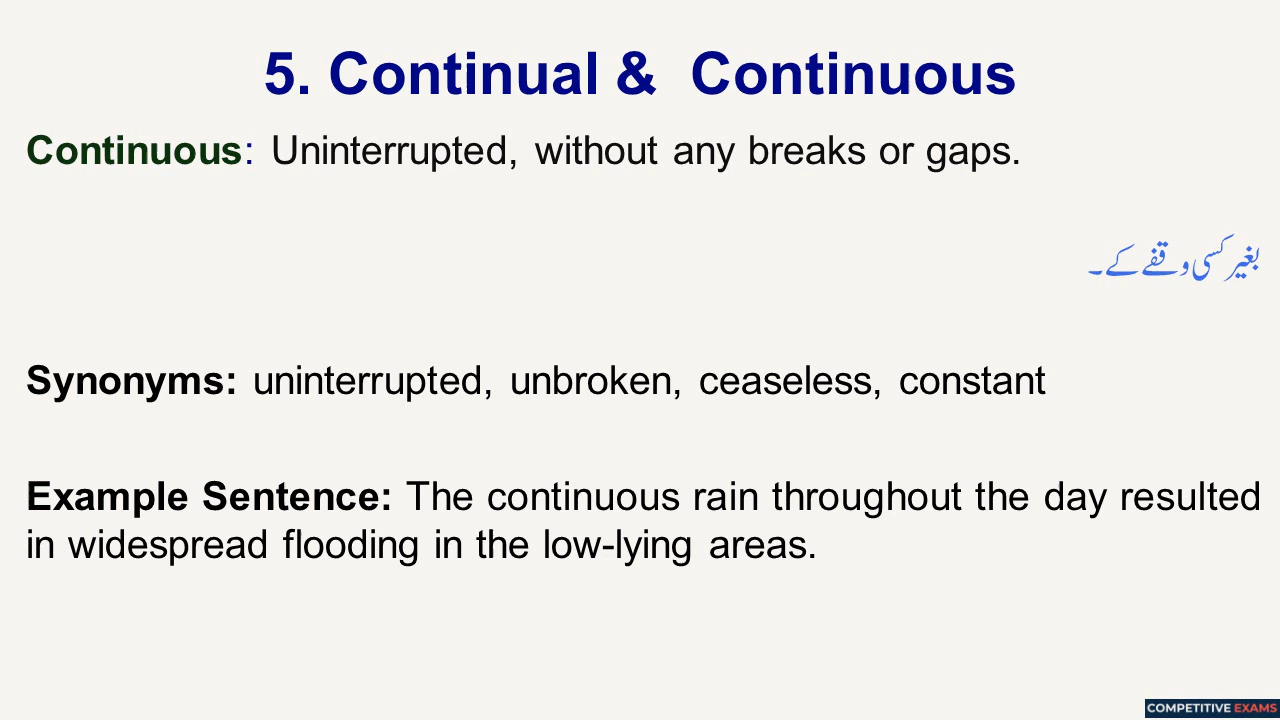 5. Continual & Continuous
Continuous: Uninterrupted, without any breaks or gaps.
بغیر کسی وقفے کے۔
Synonyms: uninterrupted, unbroken, ceaseless, constant
Example Sentence: The continuous rain throughout the day resulted
in widespread flooding in the low-lying areas.
COMPETITIVE EXAMS